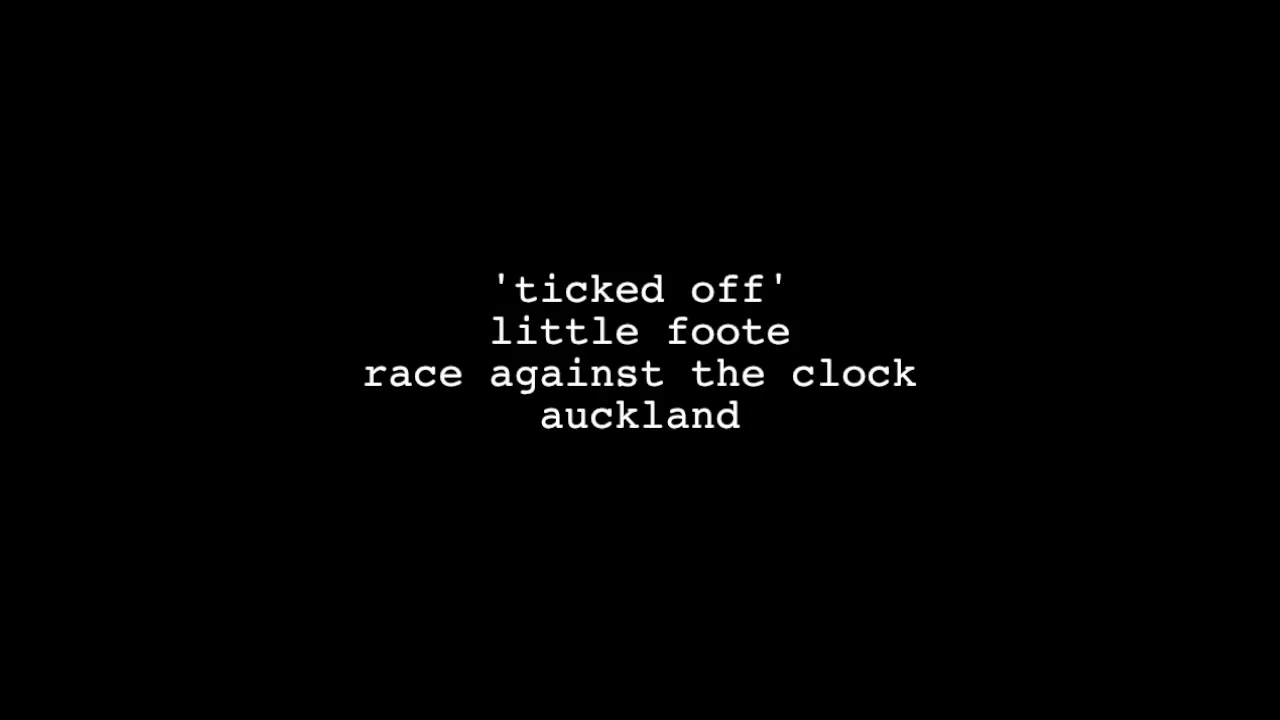 'ticked off'
little foote
race against the clock
auckland